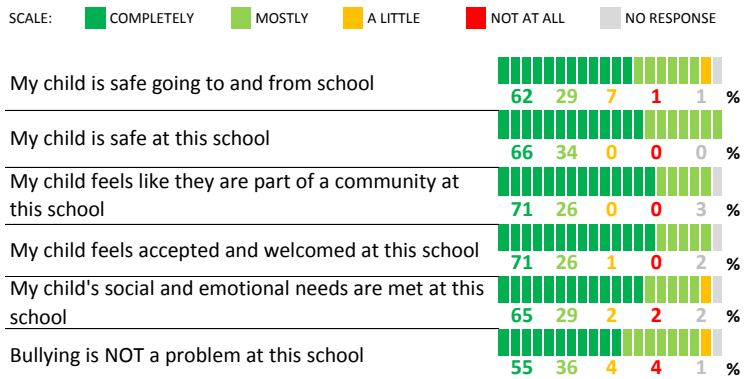 SCALE: COMPLETELY MOSTLY A LITTLE NOT AT ALL NO RESPONSE
My child is safe going to and from school
62 29 7 1 1 %
My child is safe at this school
66 34 0 0 0 %
My child feels like they are part of a community at
this school
71 26 0 0 3 %
My child feels accepted and welcomed at this school
71 26 1 0 2 %
My child's social and emotional needs are met at this
school
65 29 2 2 2 %
Bullying is NOT a problem at this school
55 36 4 4 1 %